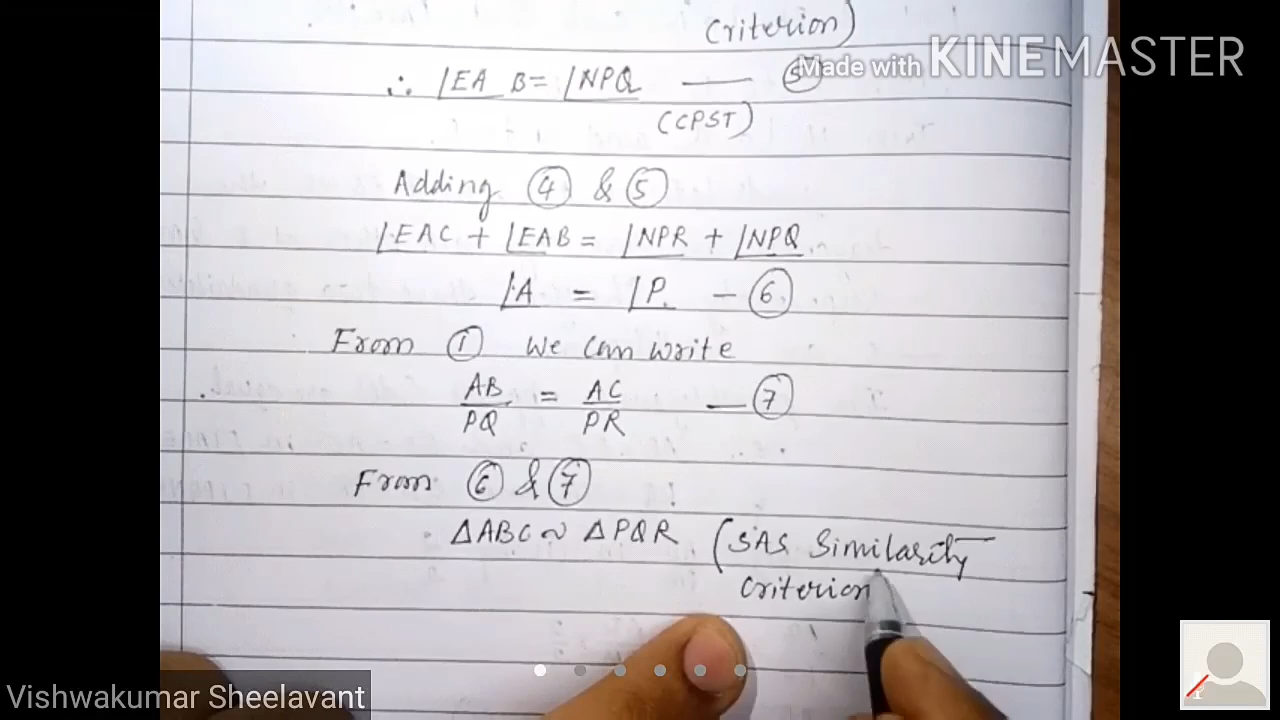 Criterion)
Made with KINEMASTER
∴ ∠EAB = ∠NPQ —— ⑤
(CPST)
Adding ④ & ⑤
∠EAC + ∠EAB = ∠NPR + ∠NPQ
∠A = ∠P. - ⑥
From ① we can write
AB/PQ = AC/PR —⑦
From ⑥ & ⑦
ΔABC ~ ΔPQR (SAS Similarity
Criterion
Vishwakumar Sheelavant